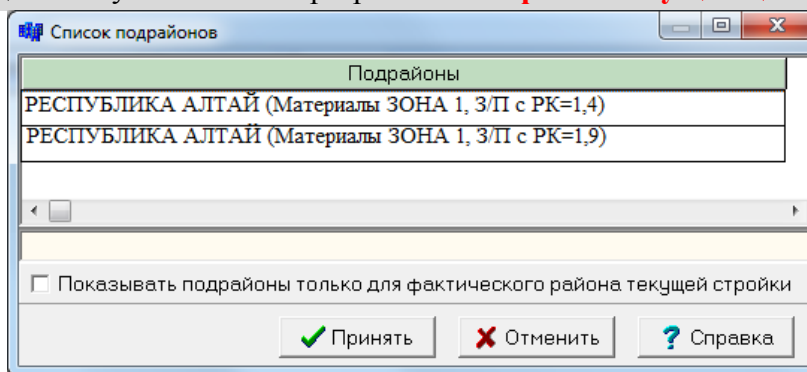 Список подрайонов
Подрайоны
РЕСПУБЛИКА АЛТАЙ (Материалы ЗОНА 1, З/П с РК=1,4)
РЕСПУБЛИКА АЛТАЙ (Материалы ЗОНА 1, З/П с РК=1,9)
Показывать подрайоны только для фактического района текущей стройки
Принять Отменить ? Справка